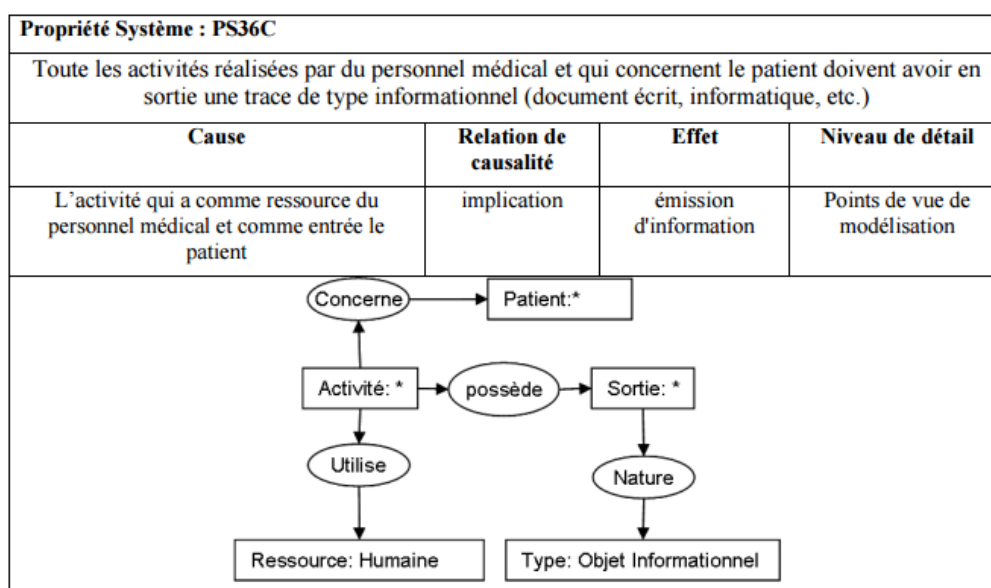 Propriété Système : PS36C
Toute les activités réalisées par du personnel médical et qui concernent le patient doivent avoir en
sortie une trace de type informationnel (document écrit, informatique, etc.)
Cause
Relation de
causalité
Effet
Niveau de détail
L'activité qui a comme ressource du
personnel médical et comme entrée le
patient
implication
émission
d'information
Points de vue de
modélisation
Concerne
Patient:*
Activité: *
possède
Sortie: *
Utilise
Nature
Ressource: Humaine
Type: Objet Informationnel